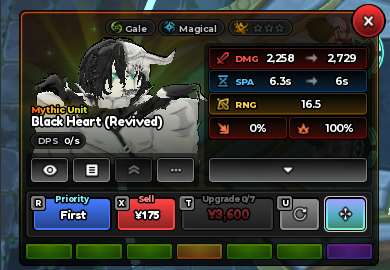 Gale Magical
DMG 2,258 → 2,729
SPA 6.3s → 6s
RNG 16.5
0% 100%
Mythic Unit
Black Heart (Revived)
DPS 0/s
R Priority
First
X Sell
¥175
T Upgrade 0/7
¥3,600
U